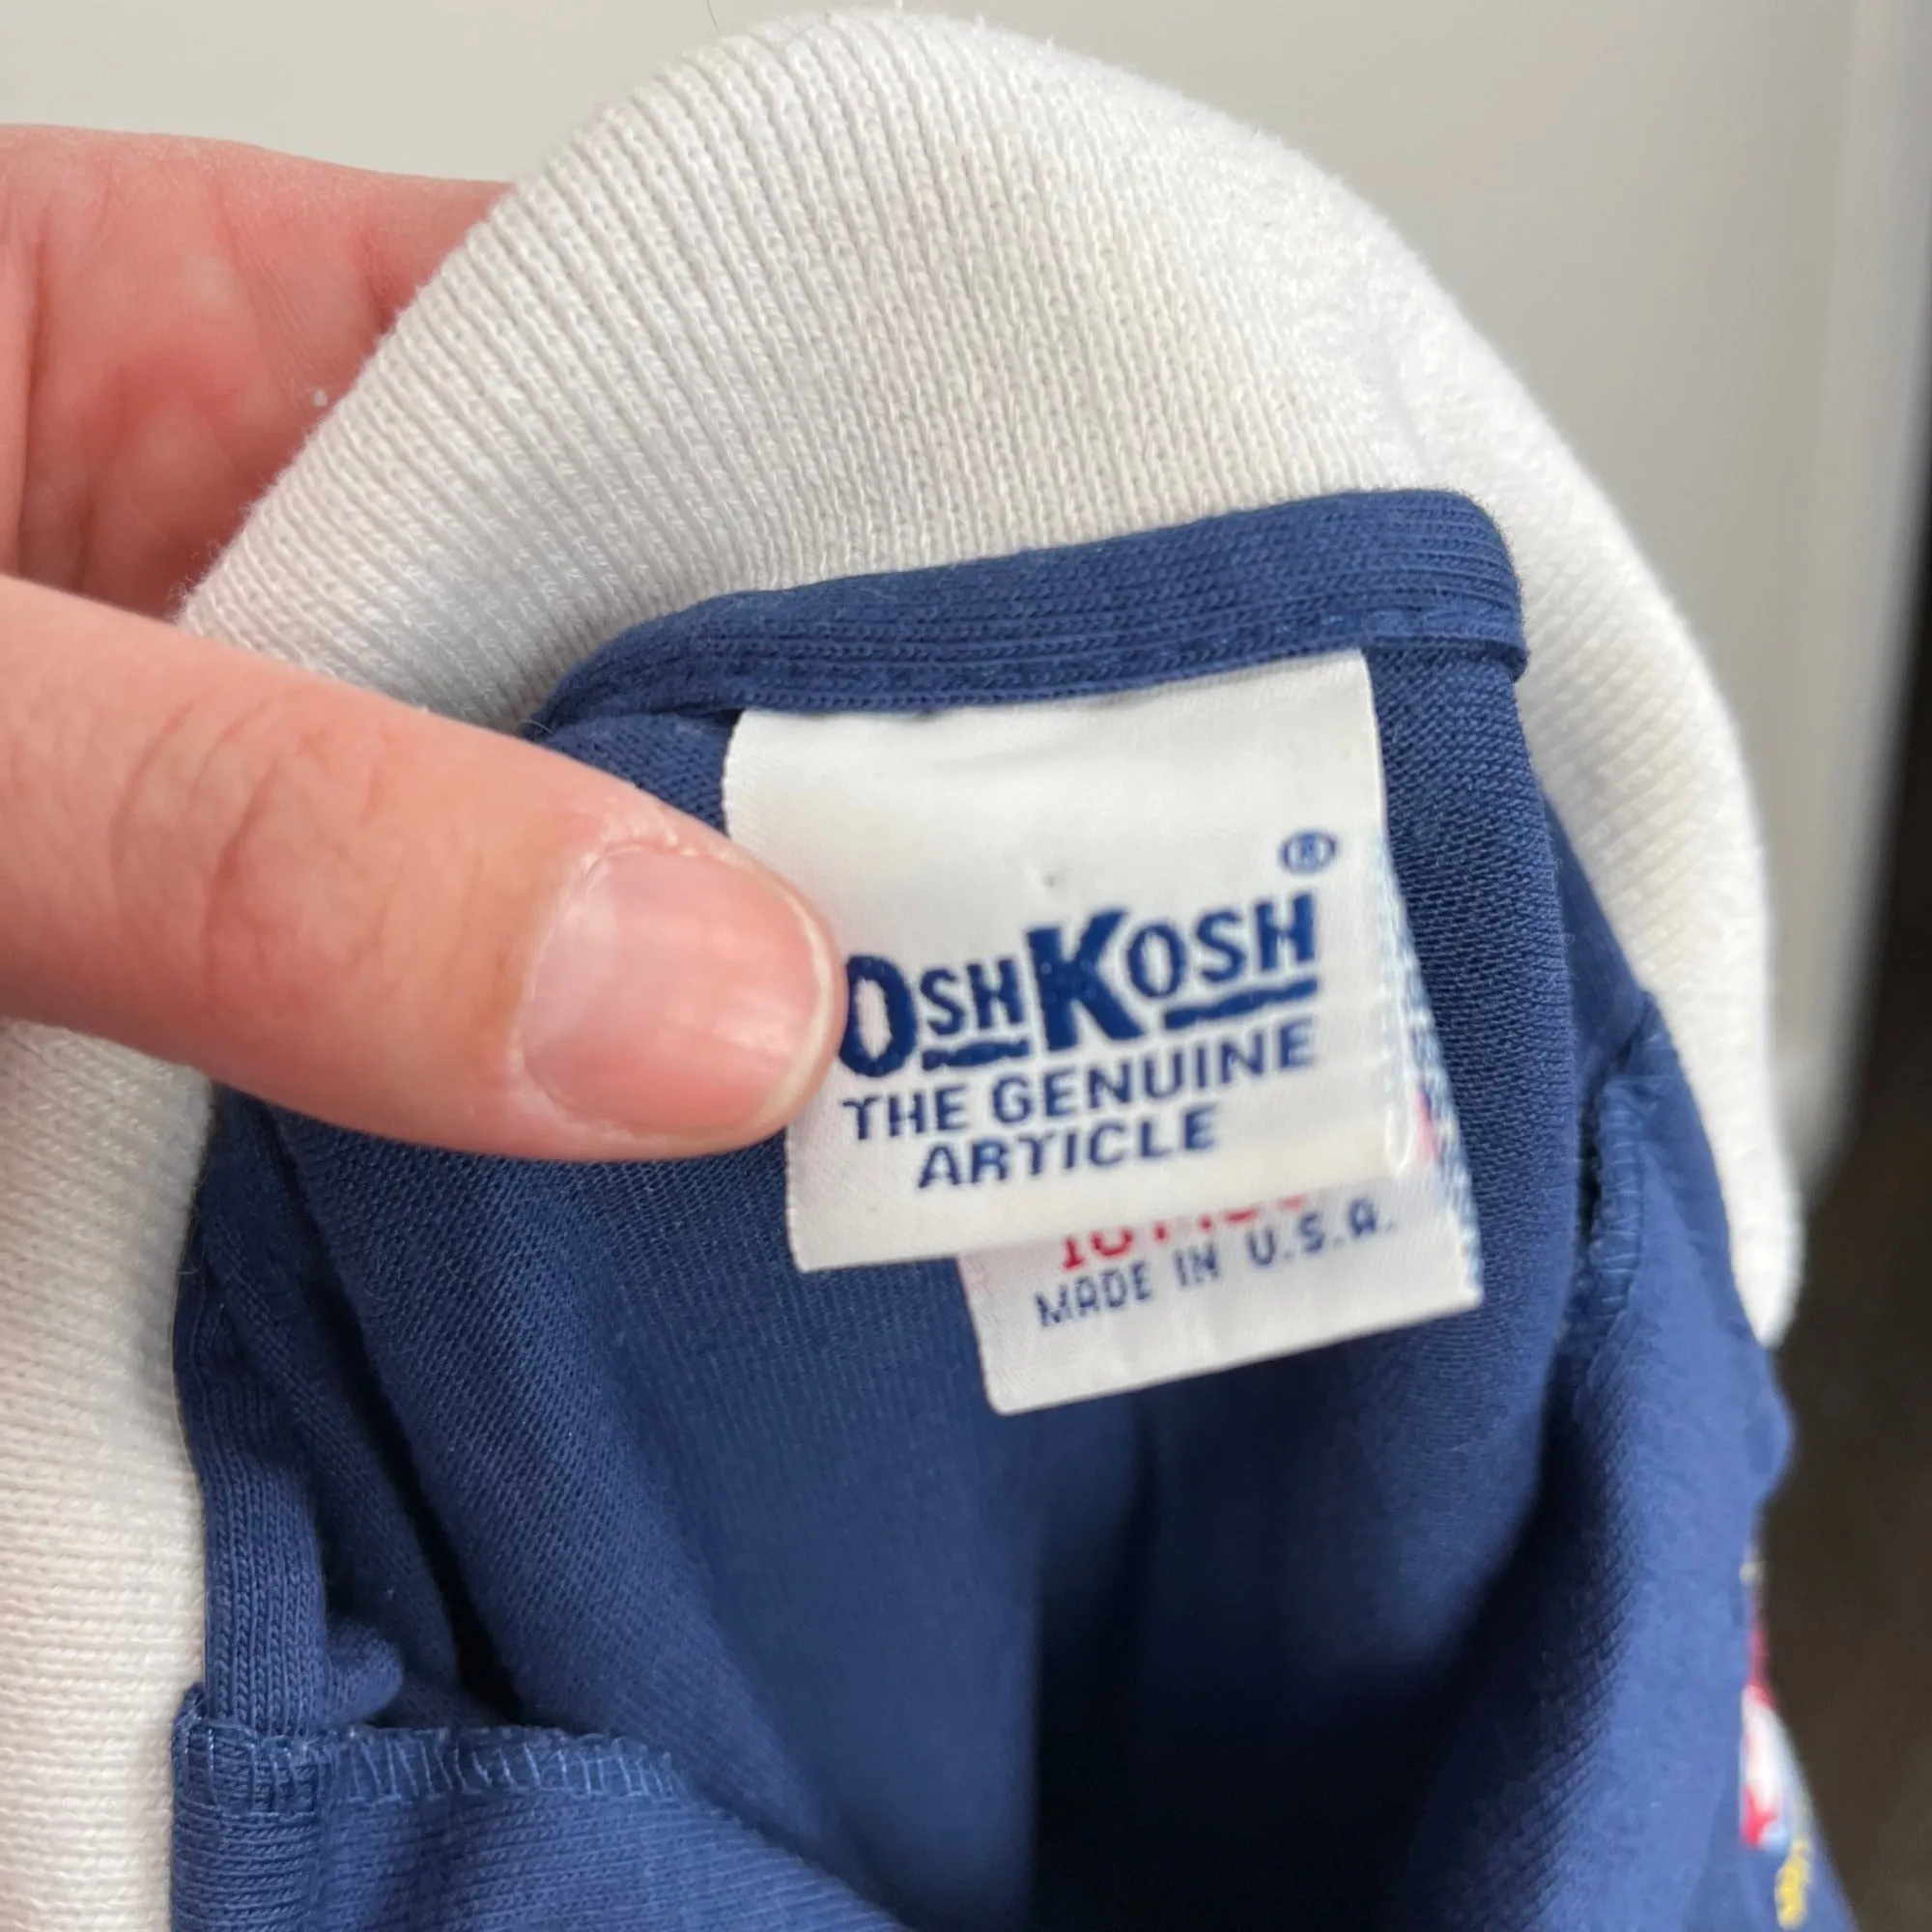 ®
OSHKOSH
THE GENUINE
ARTICLE
MADE IN U.S.A.